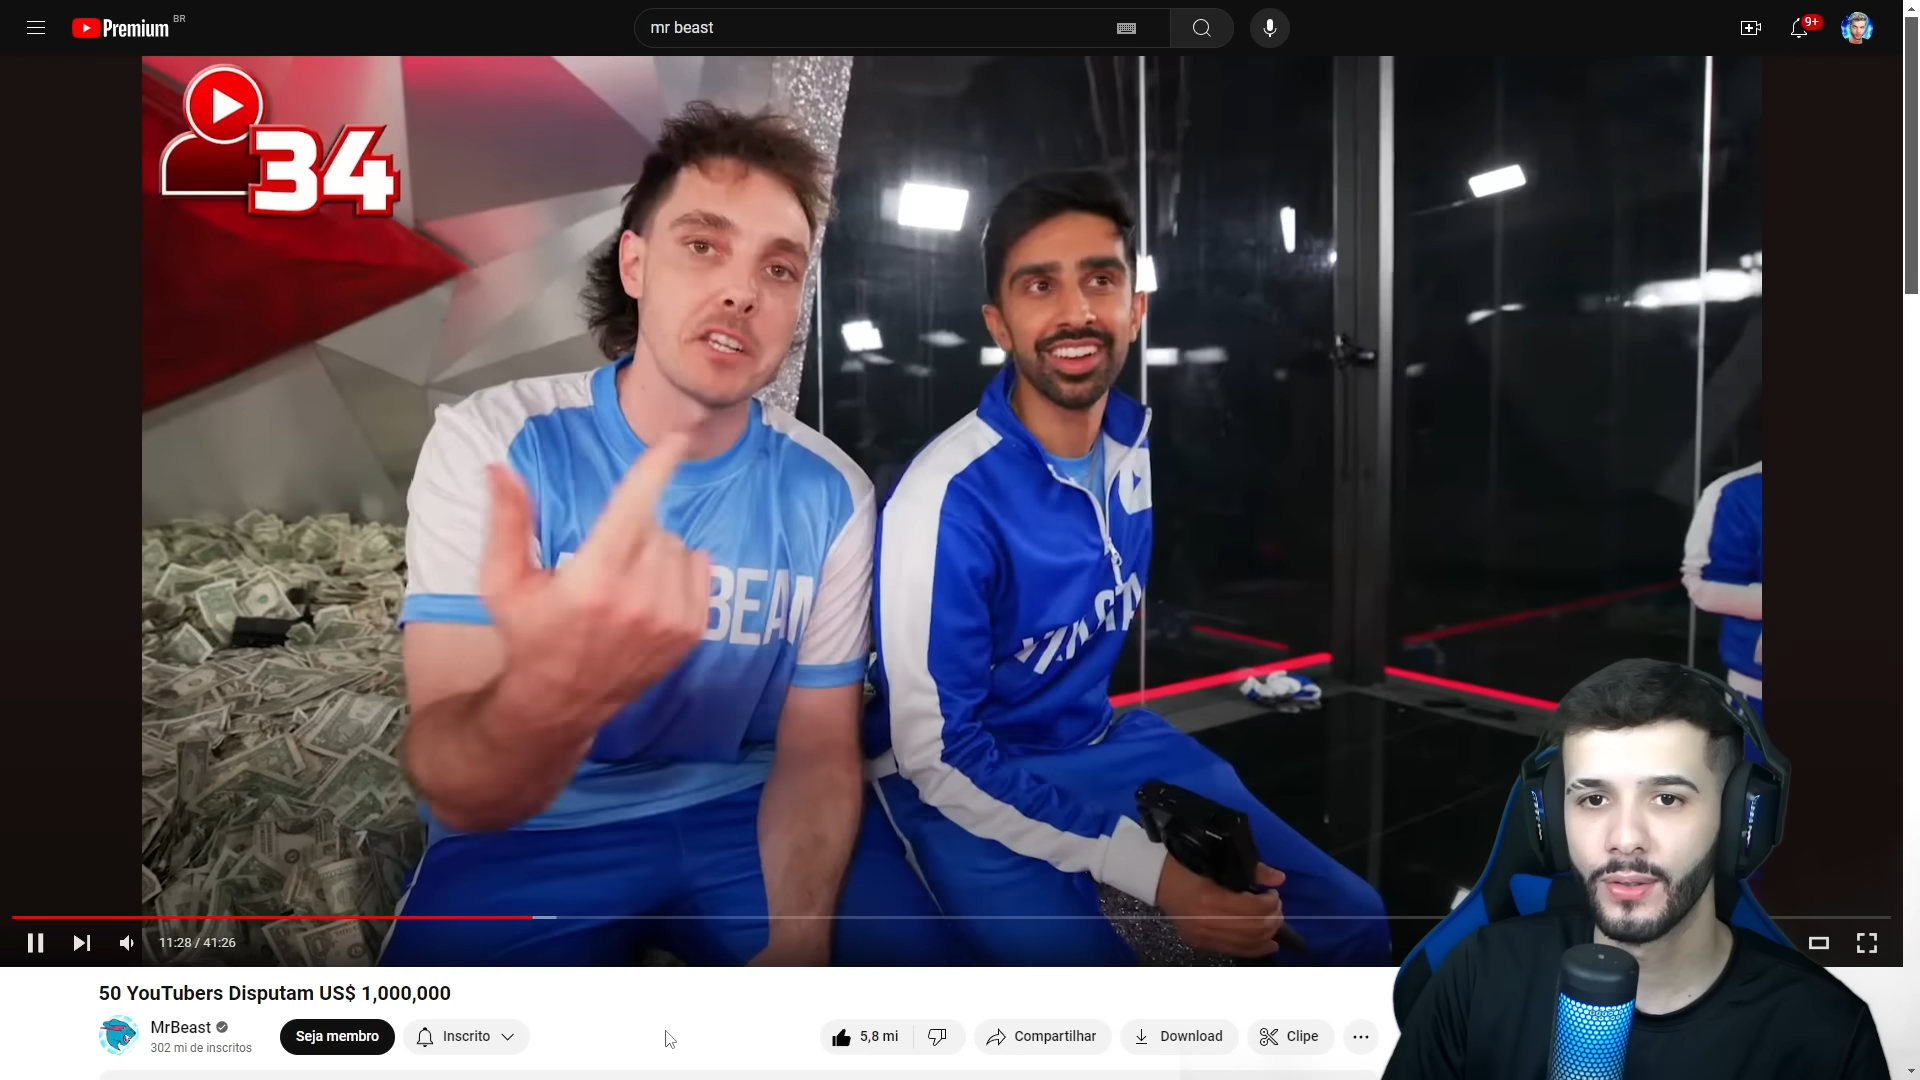 Premium BR
mr beast
9+
34
BEAM
11:28 / 41:26
50 YouTubers Disputam US$ 1,000,000
MrBeast
302 mi de inscritos
Seja membro
Inscrito
5,8 mi
Compartilhar
Download
Clipe